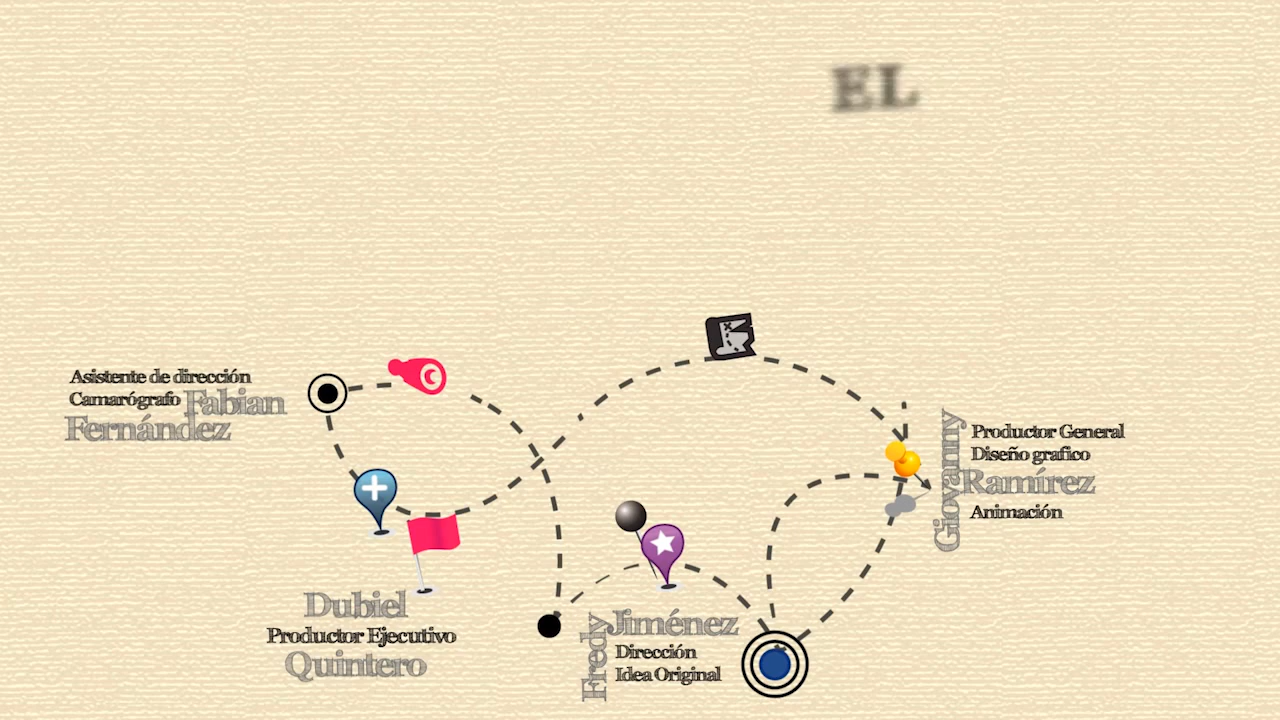 EL
Asistente de dirección
Camarógrafo Fabian
Fernández
Productor General
Diseño grafico
Giovanny
Ramírez
Animación
Dubiel
Productor Ejecutivo
Quintero
Fredy
Jiménez
Dirección
Idea Original